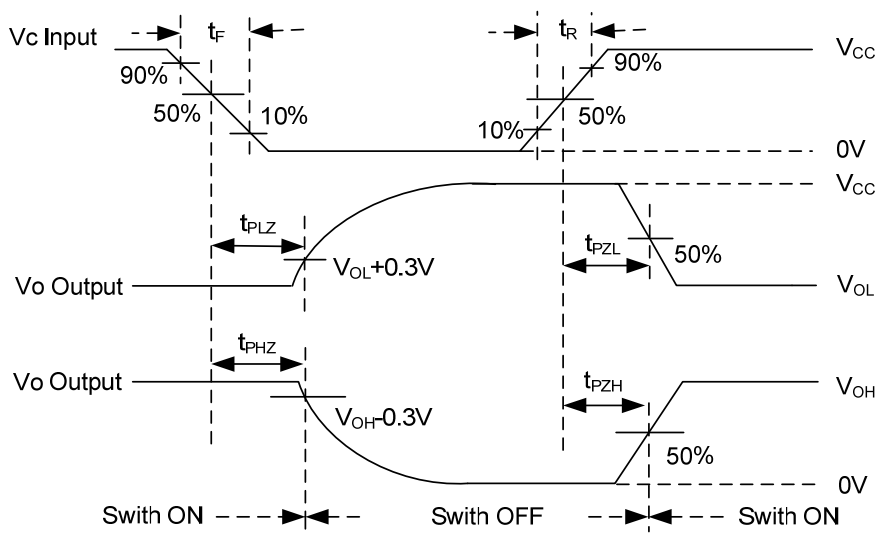 tF
tR
Vc Input
VCC
90%
90%
50%
10%
10%
50%
0V
VCC
tPLZ
tPZL
50%
VOL+0.3V
Vo Output
VOL
tPHZ
Vo Output
VOH
tPZH
VOH-0.3V
50%
0V
Swith ON
Swith OFF
Swith ON